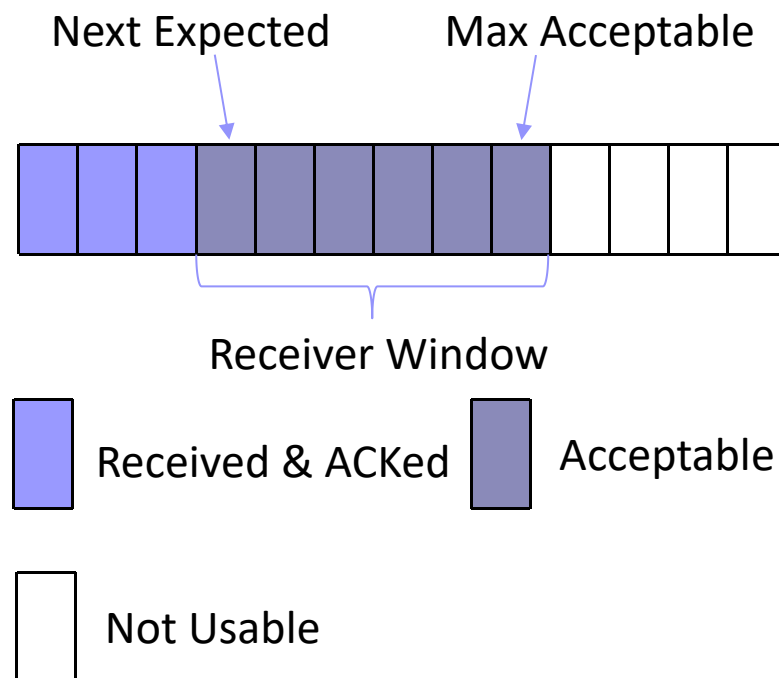 Next Expected
Max Acceptable
Receiver Window
Received & ACKed
Acceptable
Not Usable